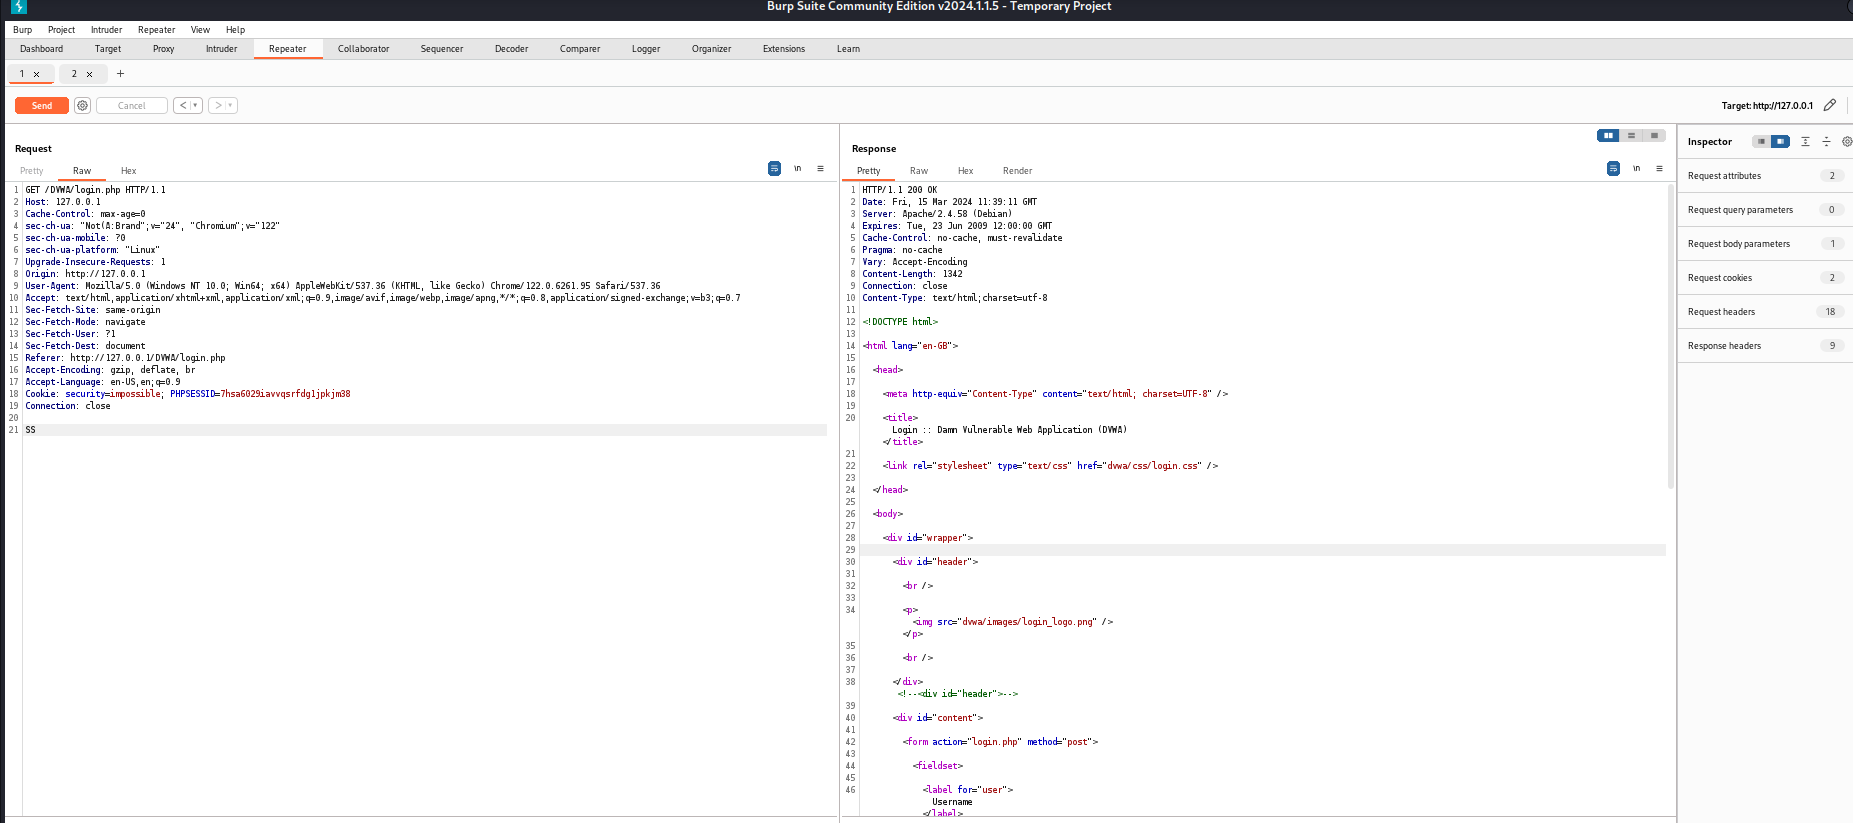 Burp Suite Community Edition v2024.1.1.5 - Temporary Project
Burp Project Intruder Repeater View Help
Dashboard Target Proxy Intruder Repeater Collaborator Sequencer Decoder Comparer Logger Organizer Extensions Learn
1 × 2 × +
Send Cancel < >
Target: http://127.0.0.1
Request
Pretty Raw Hex \n
1 GET /DVWA/login.php HTTP/1.1
2 Host: 127.0.0.1
3 Cache-Control: max-age=0
4 sec-ch-ua: "Not(A:Brand";v="24", "Chromium";v="122"
5 sec-ch-ua-mobile: ?0
6 sec-ch-ua-platform: "Linux"
7 Upgrade-Insecure-Requests: 1
8 Origin: http://127.0.0.1
9 User-Agent: Mozilla/5.0 (Windows NT 10.0; Win64; x64) AppleWebKit/537.36 (KHTML, like Gecko) Chrome/122.0.6261.95 Safari/537.36
10 Accept: text/html,application/xhtml+xml,application/xml;q=0.9,image/avif,image/webp,image/apng,*/*;q=0.8,application/signed-exchange;v=b3;q=0.7
11 Sec-Fetch-Site: same-origin
12 Sec-Fetch-Mode: navigate
13 Sec-Fetch-User: ?1
14 Sec-Fetch-Dest: document
15 Referer: http://127.0.0.1/DVWA/login.php
16 Accept-Encoding: gzip, deflate, br
17 Accept-Language: en-US,en;q=0.9
18 Cookie: security=impossible; PHPSESSID=7hsa6029iavvqsrfdg1jpkjm38
19 Connection: close
20
21 SS
Response
Pretty Raw Hex Render \n
1 HTTP/1.1 200 OK
2 Date: Fri, 15 Mar 2024 11:39:11 GMT
3 Server: Apache/2.4.58 (Debian)
4 Expires: Tue, 23 Jun 2009 12:00:00 GMT
5 Cache-Control: no-cache, must-revalidate
6 Pragma: no-cache
7 Vary: Accept-Encoding
8 Content-Length: 1342
9 Connection: close
10 Content-Type: text/html;charset=utf-8
11
12 <!DOCTYPE html>
13
14 <html lang="en-GB">
15
16 <head>
17
18 <meta http-equiv="Content-Type" content="text/html; charset=UTF-8" />
19
20 <title>
Login :: Damn Vulnerable Web Application (DVWA)
</title>
21
22 <link rel="stylesheet" type="text/css" href="dvwa/css/login.css" />
23
24 </head>
25
26 <body>
27
28 <div id="wrapper">
29
30 <div id="header">
31
32 <br />
33
34 <p>
<img src="dvwa/images/login_logo.png" />
</p>
35
36 <br />
37
38 </div>
<!--<div id="header">-->
39
40 <div id="content">
41
42 <form action="login.php" method="post">
43
44 <fieldset>
45
46 <label for="user">
Username
</label>
Inspector
Request attributes 2
Request query parameters 0
Request body parameters 1
Request cookies 2
Request headers 18
Response headers 9